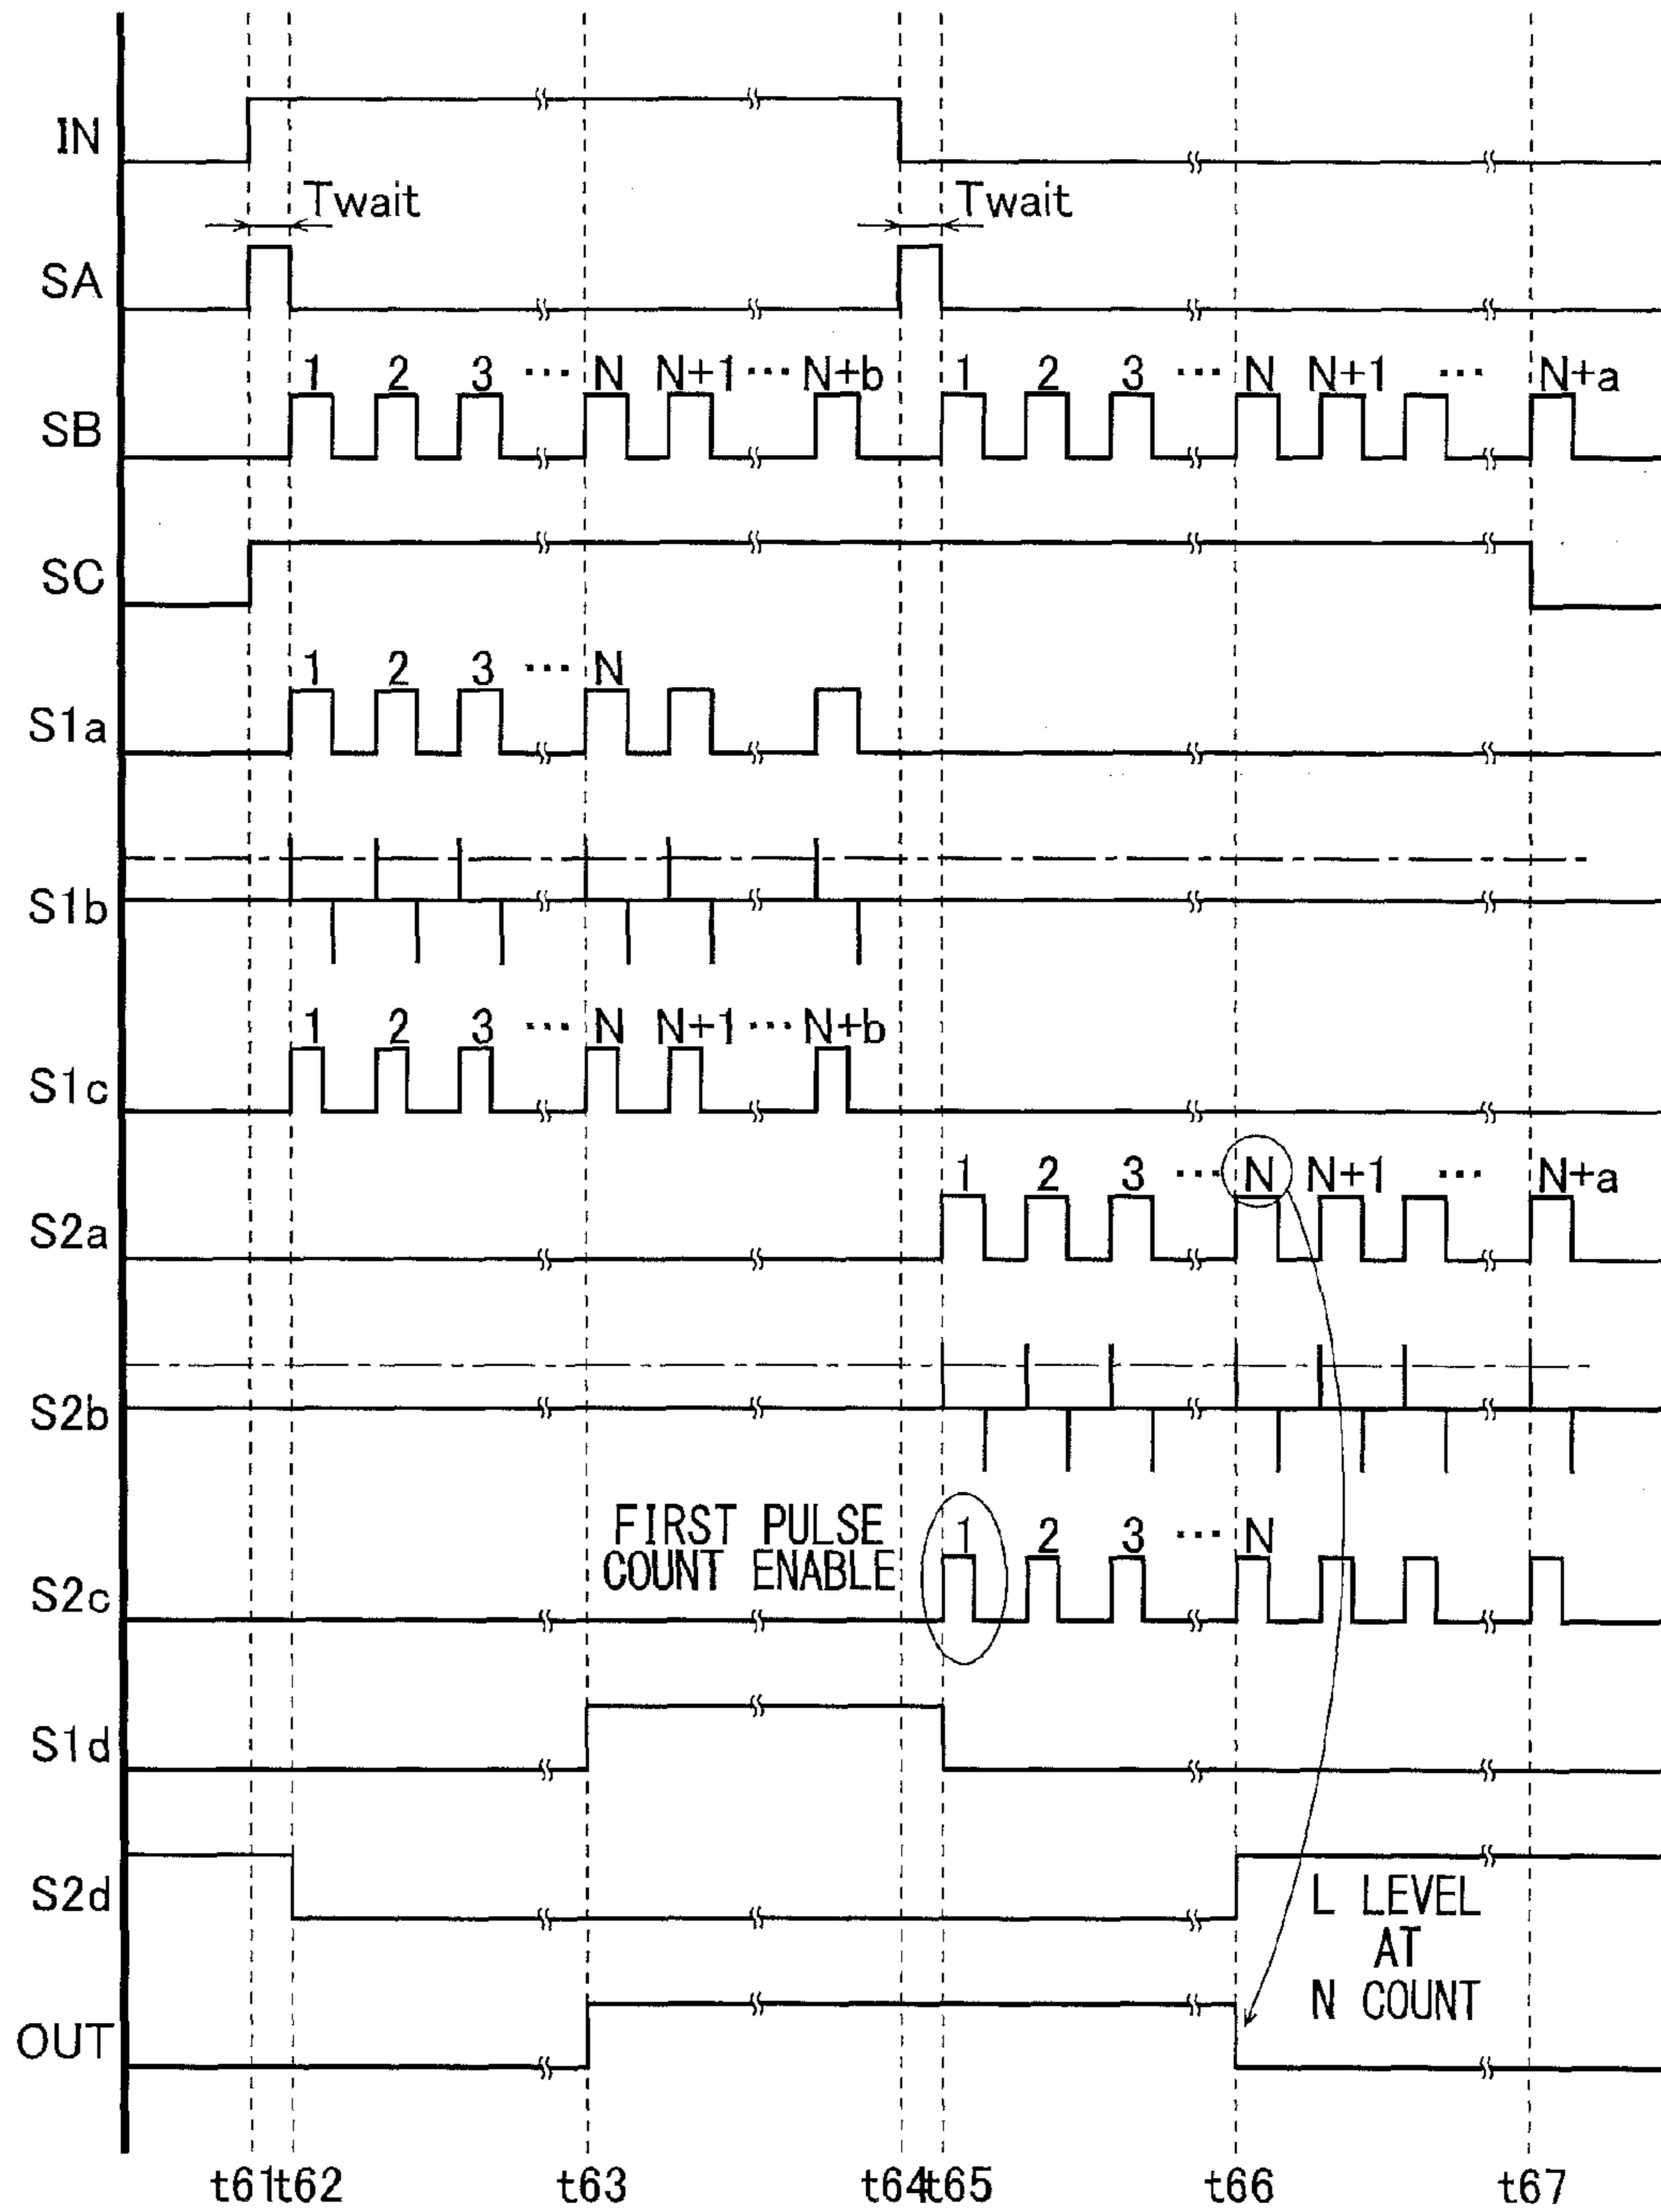 IN
Twait Twait
SA
1 2 3 ··· N N+1 ··· N+b 1 2 3 ··· N N+1 ··· N+a
SB
SC
1 2 3 ··· N
S1a
S1b
1 2 3 ··· N N+1 ··· N+b
S1c
1 2 3 ··· N N+1 ··· N+a
S2a
S2b
FIRST PULSE
COUNT ENABLE
1 2 3 ··· N
S2c
S1d
S2d
L LEVEL
AT
N COUNT
OUT
t61 t62 t63 t64 t65 t66 t67